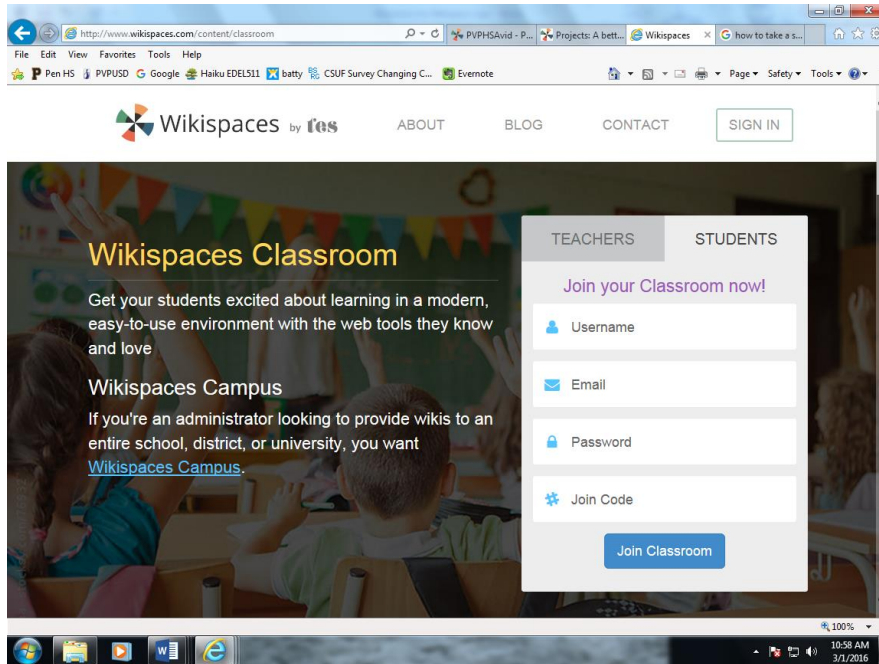 http://www.wikispaces.com/content/classroom
PVPHSAvid - P...
Projects: A bett...
Wikispaces
how to take a s...
File Edit View Favorites Tools Help
Pen HS PVPUSD Google Haiku EDEL511 batty CSUF Survey Changing C... Evernote Page Safety Tools
Wikispaces by tes ABOUT BLOG CONTACT SIGN IN
Wikispaces Classroom
Get your students excited about learning in a modern,
easy-to-use environment with the web tools they know
and love
Wikispaces Campus
If you're an administrator looking to provide wikis to an
entire school, district, or university, you want
Wikispaces Campus.
TEACHERS STUDENTS
Join your Classroom now!
Username
Email
Password
Join Code
Join Classroom
100%
10:58 AM
3/1/2016